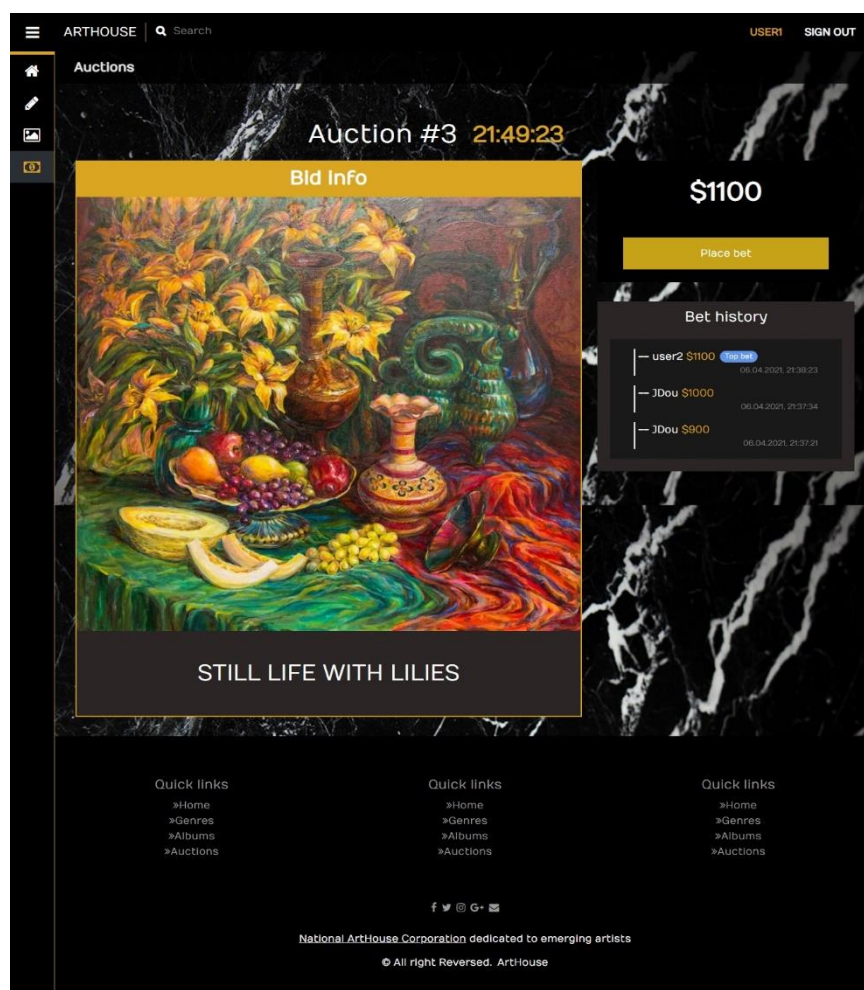 ARTHOUSE Search USER1 SIGN OUT
Auctions
Auction #3 21:49:23
Bid info
$1100
Place bet
Bet history
user2 $1100 Top bet
06.04.2021, 21:38:23
JDou $1000
06.04.2021, 21:37:34
JDou $900
06.04.2021, 21:37:21
STILL LIFE WITH LILIES
Quick links
»Home
»Genres
»Albums
»Auctions
Quick links
»Home
»Genres
»Albums
»Auctions
Quick links
»Home
»Genres
»Albums
»Auctions
National ArtHouse Corporation dedicated to emerging artists
© All right Reversed. ArtHouse